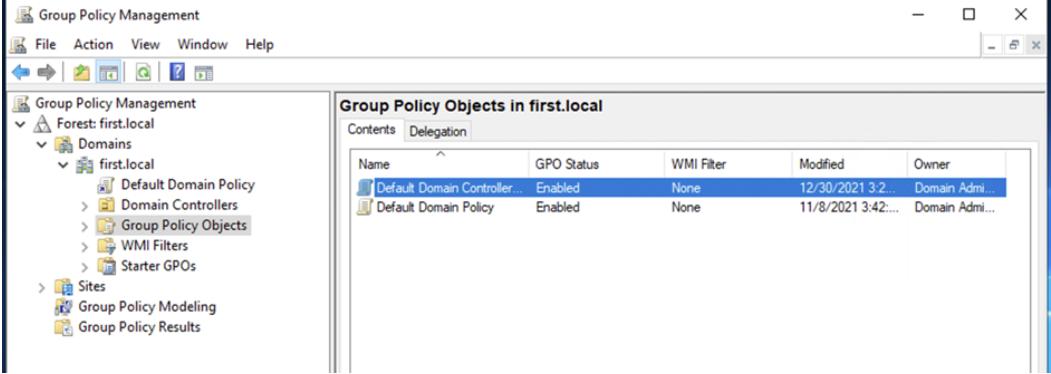 Group Policy Management
File Action View Window Help
Group Policy Management
Forest: first.local
Domains
first.local
Default Domain Policy
Domain Controllers
Group Policy Objects
WMI Filters
Starter GPOs
Sites
Group Policy Modeling
Group Policy Results
Group Policy Objects in first.local
Contents Delegation
Name GPO Status WMI Filter Modified Owner
Default Domain Controller... Enabled None 12/30/2021 3:2... Domain Admi...
Default Domain Policy Enabled None 11/8/2021 3:42:... Domain Admi...